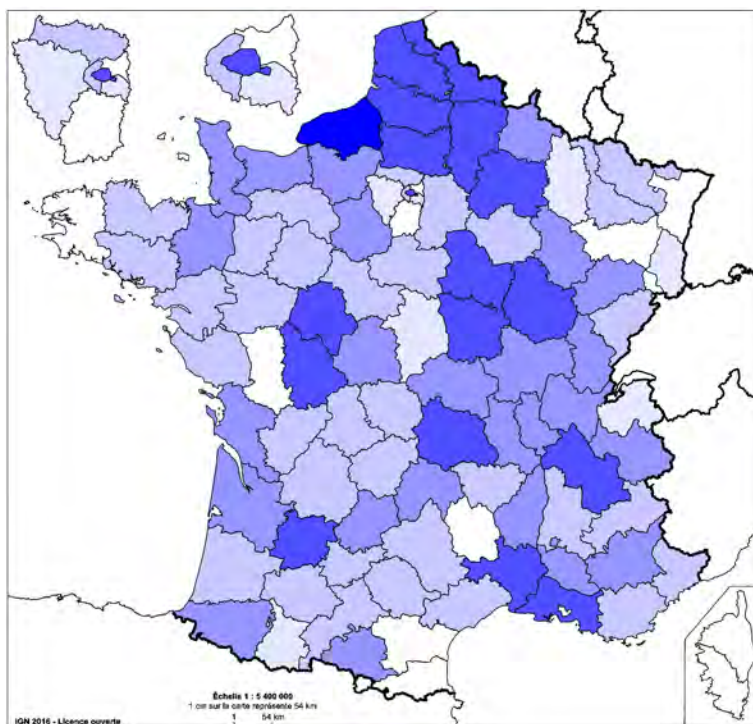 Échelle 1 : 5 400 000
1 cm sur la carte représente 54 km
1 54 km
IGN 2016 - Licence ouverte